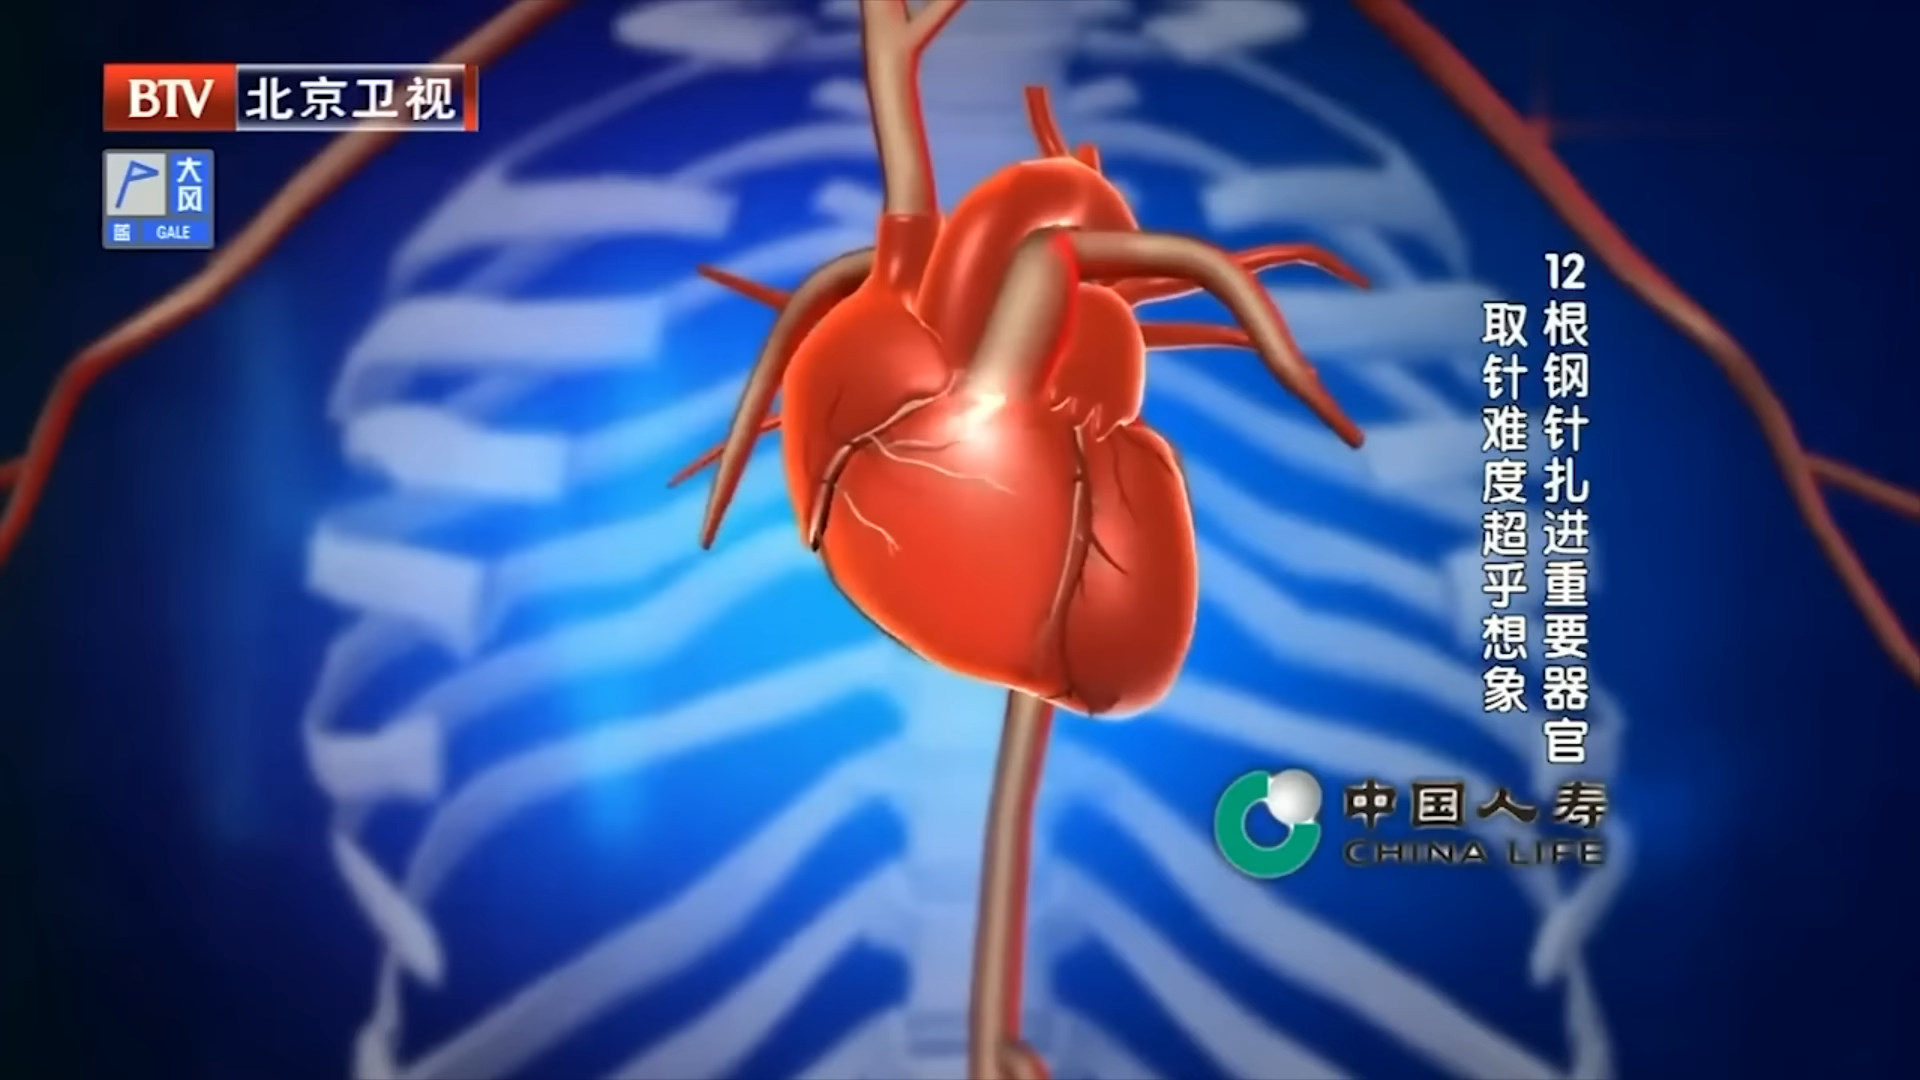 BTV 北京卫视
大风
蓝 GALE
12根钢针扎进重要器官
取针难度超乎想象
中国人寿
CHINA LIFE